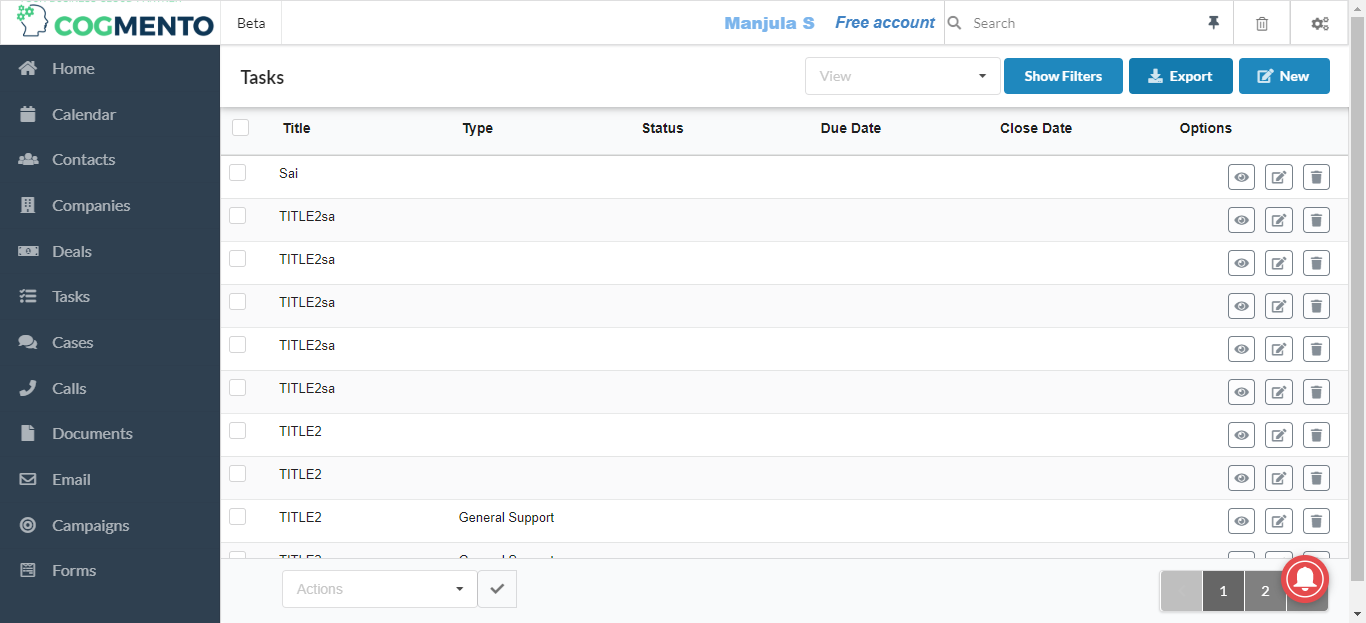 COGMENTO
Beta
Manjula S
Free account
Search
Home
Calendar
Contacts
Companies
Deals
Tasks
Cases
Calls
Documents
Email
Campaigns
Forms
Tasks
View
Show Filters
Export
New
Title Type Status Due Date Close Date Options
Sai
TITLE2sa
TITLE2sa
TITLE2sa
TITLE2sa
TITLE2sa
TITLE2
TITLE2
TITLE2 General Support
Actions
1 2